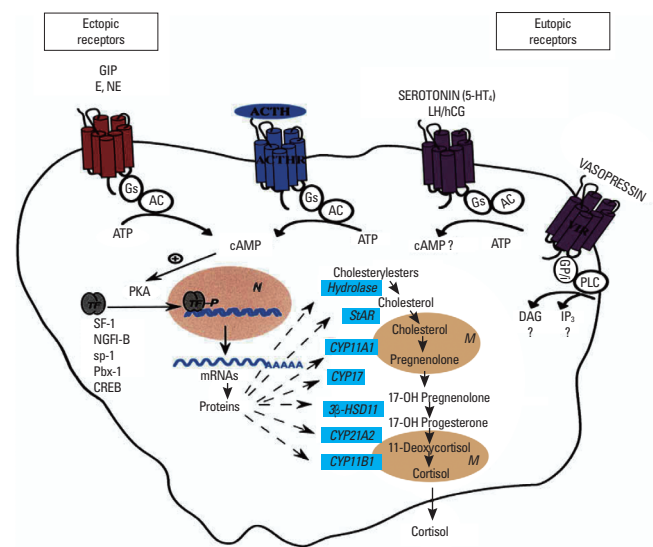 Ectopic
receptors
Eutopic
receptors
GIP
E, NE
ACTH
ACTHR
SEROTONIN (5-HT₄)
LH/hCG
VASOPRESSIN
V1R
Gs
AC
Gs
AC
Gs
AC
GP/i
PLC
ATP
cAMP
ATP
cAMP ?
ATP
DAG
?
IP₃
?
+
PKA
TF
TF
P
N
SF-1
NGFI-B
sp-1
Pbx-1
CREB
AAAAA
mRNAs
Proteins
Hydrolase
StAR
CYP11A1
CYP17
3β-HSD11
CYP21A2
CYP11B1
Cholesterylesters
Cholesterol
Cholesterol
M
Pregnenolone
17-OH Pregnenolone
17-OH Progesterone
11-Deoxycortisol
M
Cortisol
Cortisol